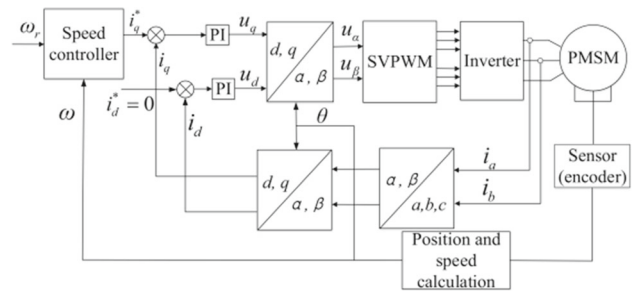 ω_r
Speed
controller
i_q^*
PI
u_q
d, q
α, β
u_α
u_β
SVPWM
Inverter
PMSM
i_q
i_d^* = 0
PI
u_d
ω
i_d
θ
d, q
α, β
α, β
a,b,c
i_a
i_b
Sensor
(encoder)
Position and
speed
calculation